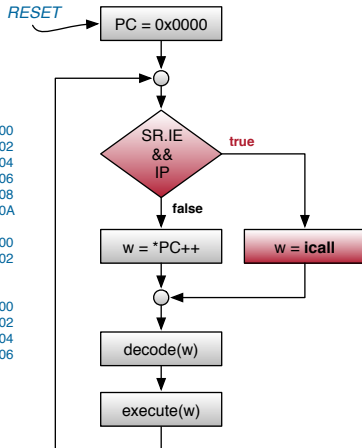 RESET
PC = 0x0000
SR.IE
&&
IP
true
false
w = *PC++
w = icall
decode(w)
execute(w)
00
02
04
06
08
0A
00
02
00
02
04
06